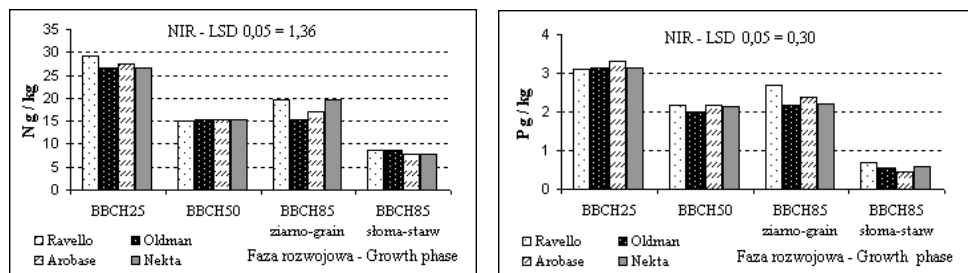 NIR - LSD 0,05 = 1,36
N g / kg
35
30
25
20
15
10
5
0
BBCH25 BBCH50 BBCH85 BBCH85
ziarno-grain słoma-starw
Faza rozwojowa - Growth phase
Ravello Oldman
Arobase Nekta
NIR - LSD 0,05 = 0,30
P g / kg
4
3
2
1
0
BBCH25 BBCH50 BBCH85 BBCH85
ziarno-grain słoma-starw
Faza rozwojowa - Growth phase
Ravello Oldman
Arobase Nekta